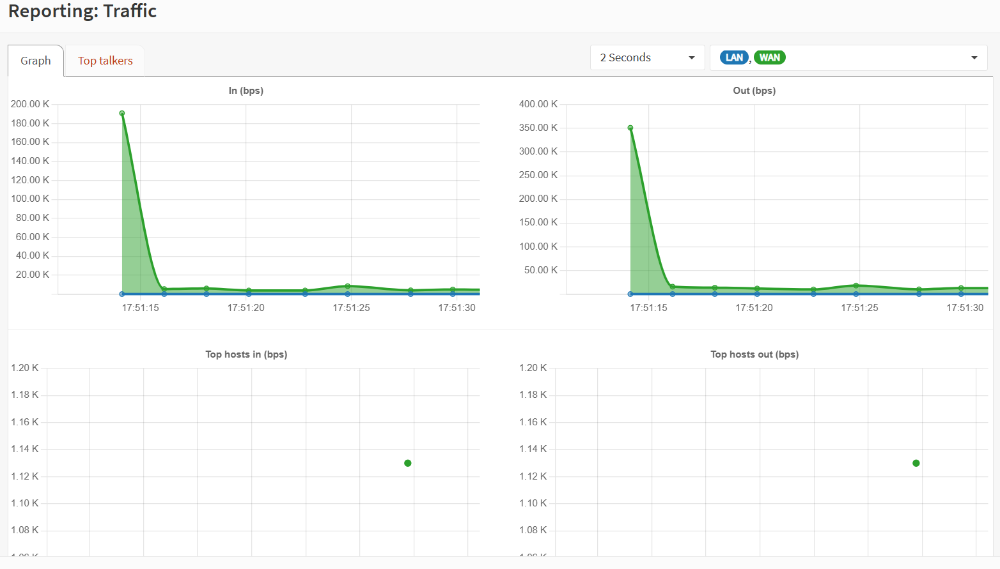 Reporting: Traffic
Graph
Top talkers
2 Seconds
LAN, WAN
In (bps)
200.00 K
180.00 K
160.00 K
140.00 K
120.00 K
100.00 K
80.00 K
60.00 K
40.00 K
20.00 K
17:51:15 17:51:20 17:51:25 17:51:30
Out (bps)
400.00 K
350.00 K
300.00 K
250.00 K
200.00 K
150.00 K
100.00 K
50.00 K
17:51:15 17:51:20 17:51:25 17:51:30
Top hosts in (bps)
1.20 K
1.18 K
1.16 K
1.14 K
1.12 K
1.10 K
1.08 K
Top hosts out (bps)
1.20 K
1.18 K
1.16 K
1.14 K
1.12 K
1.10 K
1.08 K